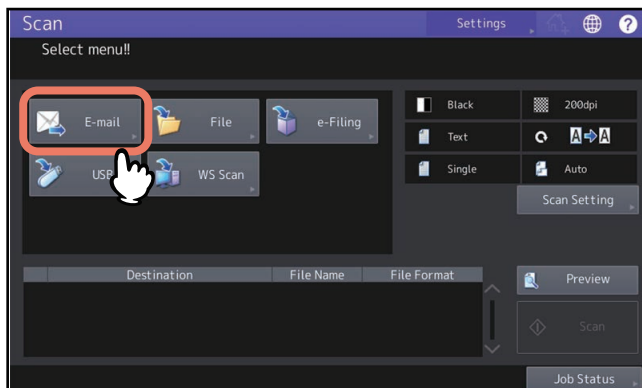 Scan Settings ?
Select menu!!
E-mail File e-Filing
USB WS Scan
Black 200dpi
Text A A
Single Auto
Scan Setting
Destination File Name File Format
Preview
Scan
Job Status